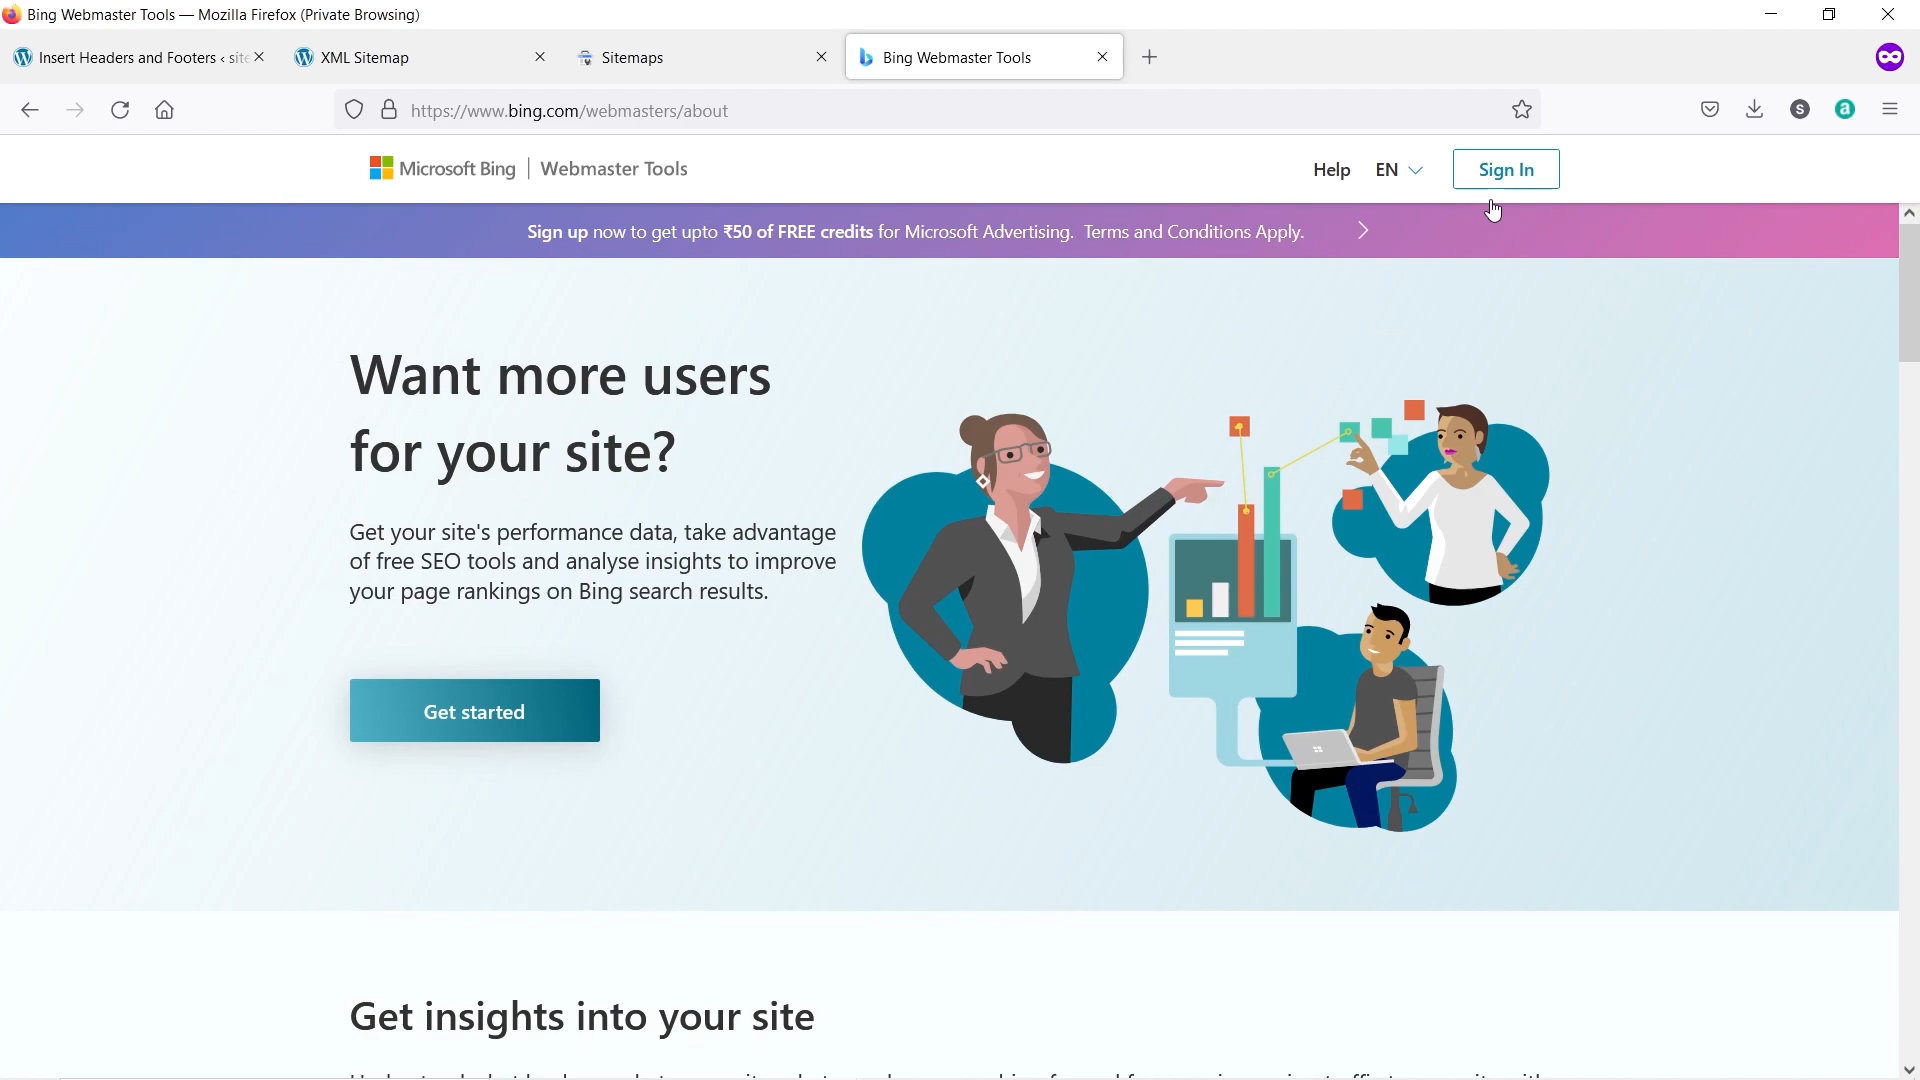 Bing Webmaster Tools — Mozilla Firefox (Private Browsing)
Insert Headers and Footers ‹ site
XML Sitemap
Sitemaps
Bing Webmaster Tools
https://www.bing.com/webmasters/about
S
a
Microsoft Bing | Webmaster Tools
Help
EN
Sign In
Sign up now to get upto ₹50 of FREE credits for Microsoft Advertising. Terms and Conditions Apply.
Want more users
for your site?
Get your site's performance data, take advantage
of free SEO tools and analyse insights to improve
your page rankings on Bing search results.
Get started
Get insights into your site